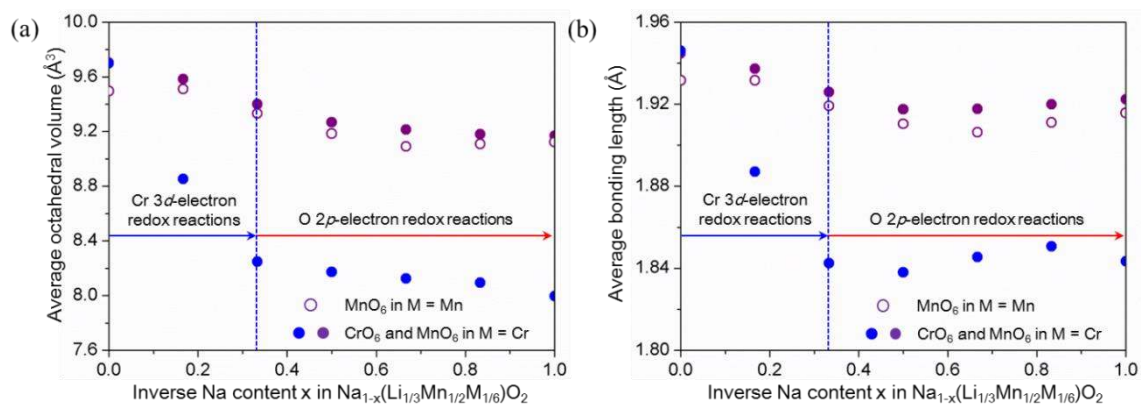 (a)
Average octahedral volume (Å³)
10.0
9.6
9.2
8.8
8.4
8.0
7.6
Cr 3d-electron
redox reactions
O 2p-electron redox reactions
MnO₆ in M = Mn
CrO₆ and MnO₆ in M = Cr
0.0 0.2 0.4 0.6 0.8 1.0
Inverse Na content x in Na₁₋ₓ(Li₁/₃Mn₁/₂M₁/₆)O₂
(b)
Average bonding length (Å)
1.96
1.92
1.88
1.84
1.80
Cr 3d-electron
redox reactions
O 2p-electron redox reactions
MnO₆ in M = Mn
CrO₆ and MnO₆ in M = Cr
0.0 0.2 0.4 0.6 0.8 1.0
Inverse Na content x in Na₁₋ₓ(Li₁/₃Mn₁/₂M₁/₆)O₂